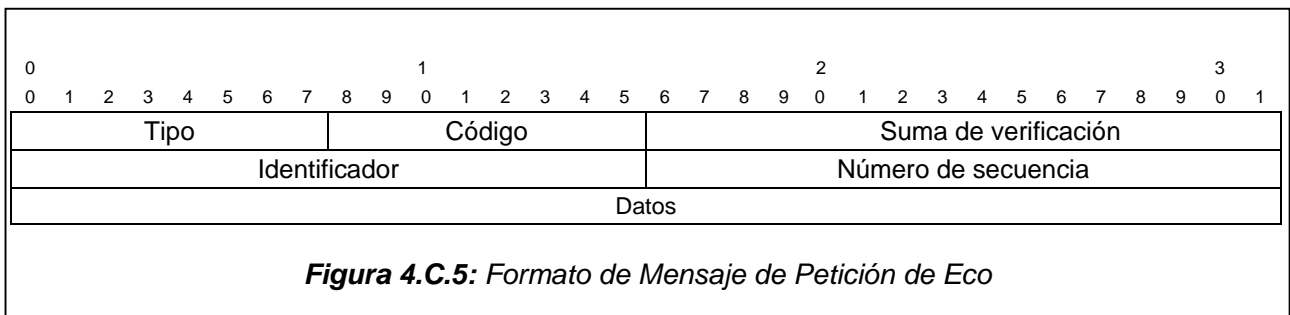 0 1 2 3
0 1 2 3 4 5 6 7 8 9 0 1 2 3 4 5 6 7 8 9 0 1 2 3 4 5 6 7 8 9 0 1
Tipo Código Suma de verificación
Identificador Número de secuencia
Datos
Figura 4.C.5: Formato de Mensaje de Petición de Eco